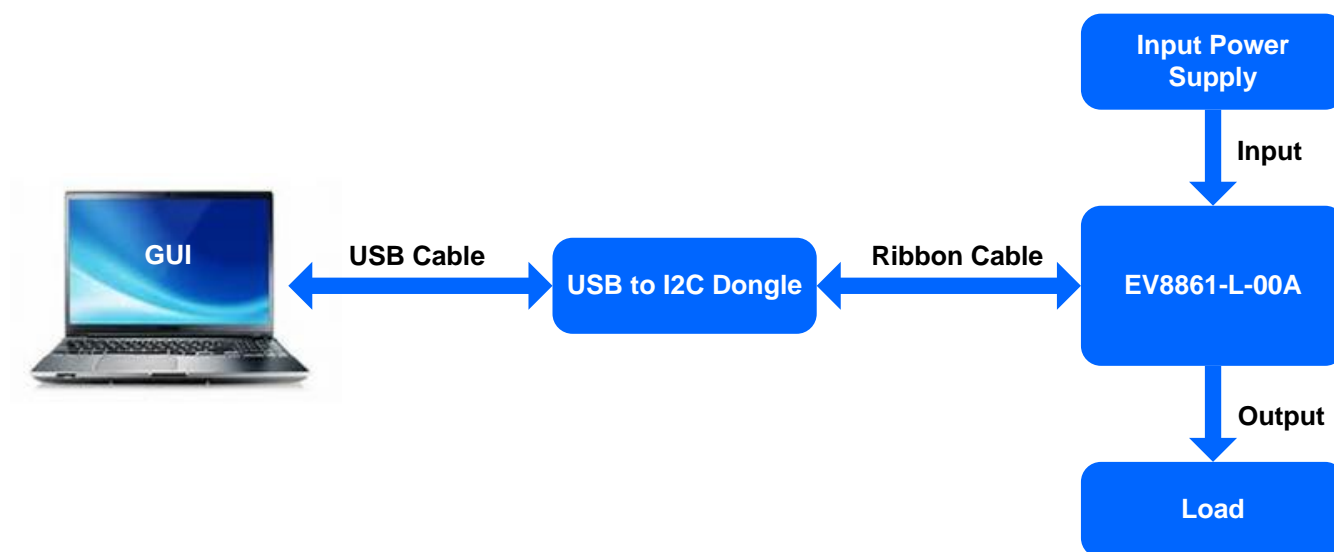 Input Power
Supply
Input
GUI
USB Cable
USB to I2C Dongle
Ribbon Cable
EV8861-L-00A
Output
Load